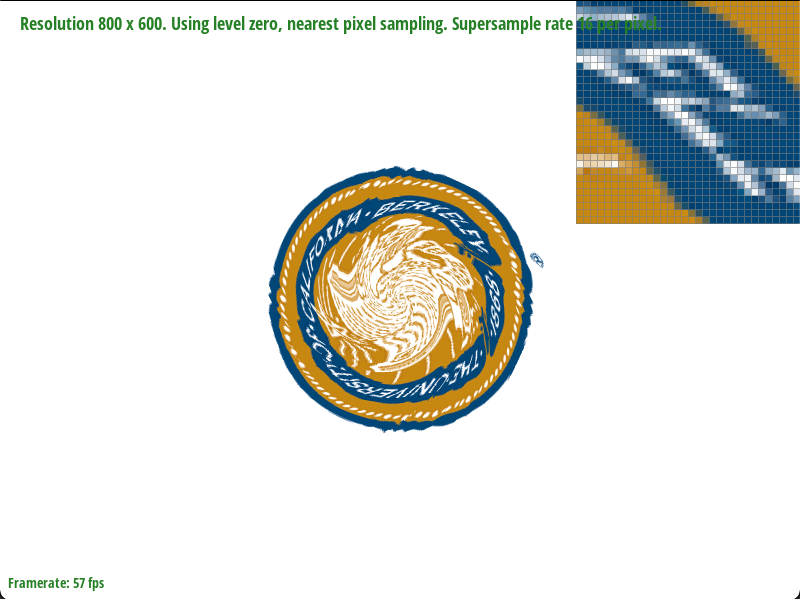 Resolution 800 x 600. Using level zero, nearest pixel sampling. Supersample rate 16 per pixel.
CALIFORNIA · BERKELEY
· 1868 ·
· THE UNIVERSITY OF
Framerate: 57 fps